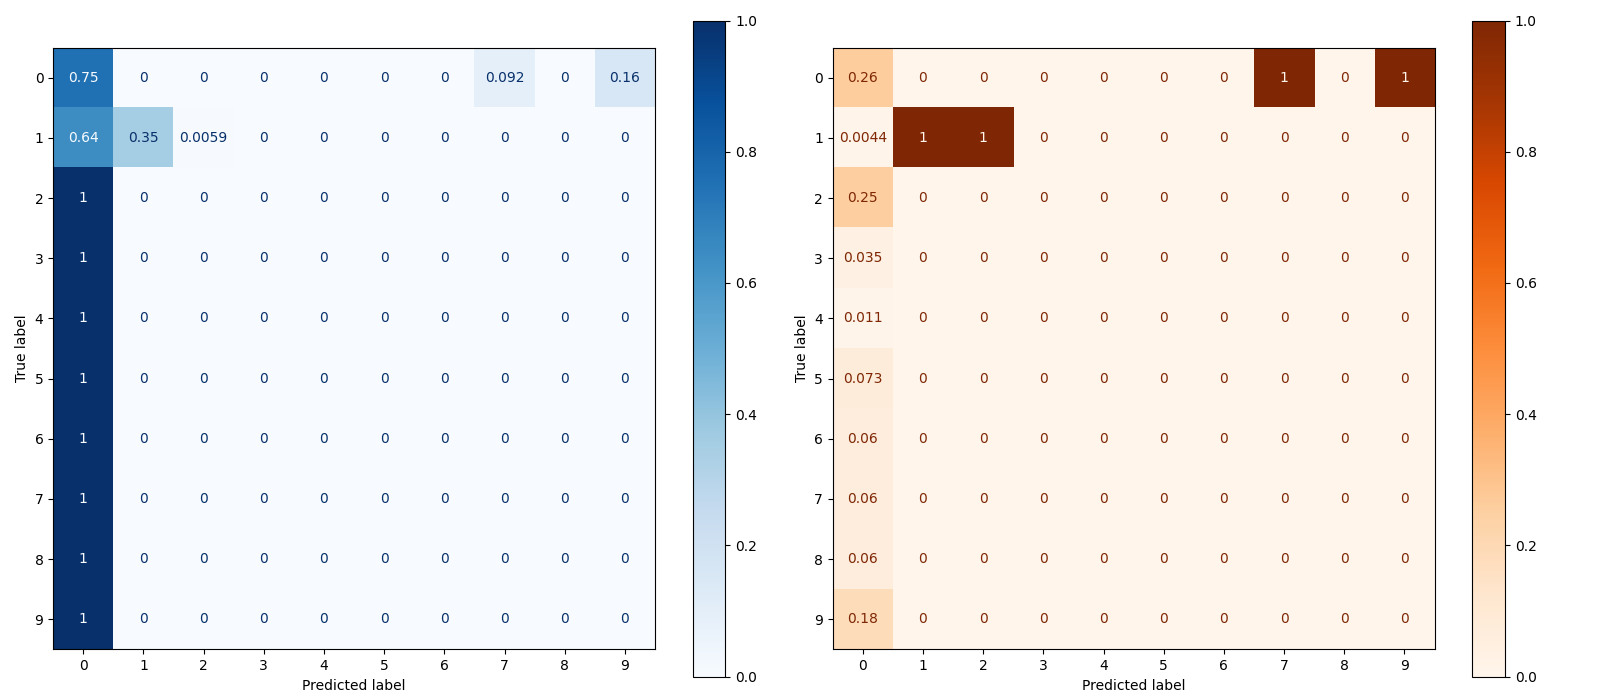 0 0.75 0 0 0 0 0 0 0.092 0 0.16
1 0.64 0.35 0.0059 0 0 0 0 0 0 0
2 1 0 0 0 0 0 0 0 0 0
3 1 0 0 0 0 0 0 0 0 0
4 1 0 0 0 0 0 0 0 0 0
5 1 0 0 0 0 0 0 0 0 0
6 1 0 0 0 0 0 0 0 0 0
7 1 0 0 0 0 0 0 0 0 0
8 1 0 0 0 0 0 0 0 0 0
9 1 0 0 0 0 0 0 0 0 0
0 1 2 3 4 5 6 7 8 9
True label
Predicted label
1.0
0.8
0.6
0.4
0.2
0.0
0 0.26 0 0 0 0 0 0 1 0 1
1 0.0044 1 1 0 0 0 0 0 0 0
2 0.25 0 0 0 0 0 0 0 0 0
3 0.035 0 0 0 0 0 0 0 0 0
4 0.011 0 0 0 0 0 0 0 0 0
5 0.073 0 0 0 0 0 0 0 0 0
6 0.06 0 0 0 0 0 0 0 0 0
7 0.06 0 0 0 0 0 0 0 0 0
8 0.06 0 0 0 0 0 0 0 0 0
9 0.18 0 0 0 0 0 0 0 0 0
0 1 2 3 4 5 6 7 8 9
True label
Predicted label
1.0
0.8
0.6
0.4
0.2
0.0